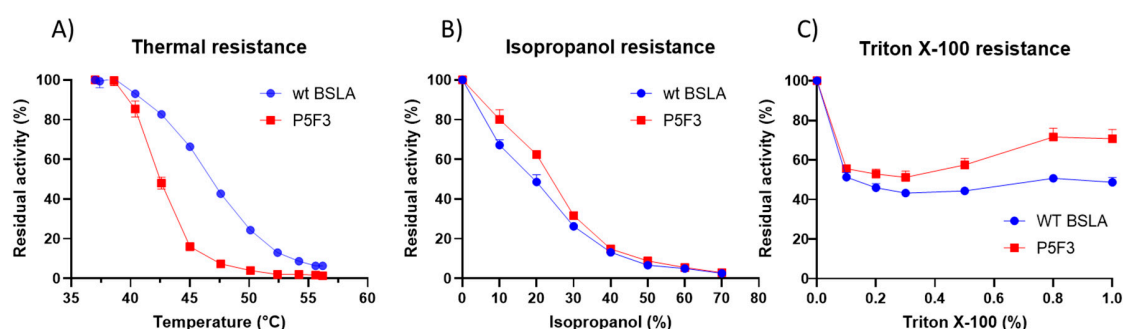 A)
Thermal resistance
Residual activity (%)
100
80
60
40
20
0
wt BSLA
P5F3
35
40
45
50
55
60
Temperature (°C)
B)
Isopropanol resistance
Residual activity (%)
100
80
60
40
20
0
wt BSLA
P5F3
0
10
20
30
40
50
60
70
80
Isopropanol (%)
C)
Triton X-100 resistance
Residual activity (%)
100
80
60
40
20
0
WT BSLA
P5F3
0.0
0.2
0.4
0.6
0.8
1.0
Triton X-100 (%)